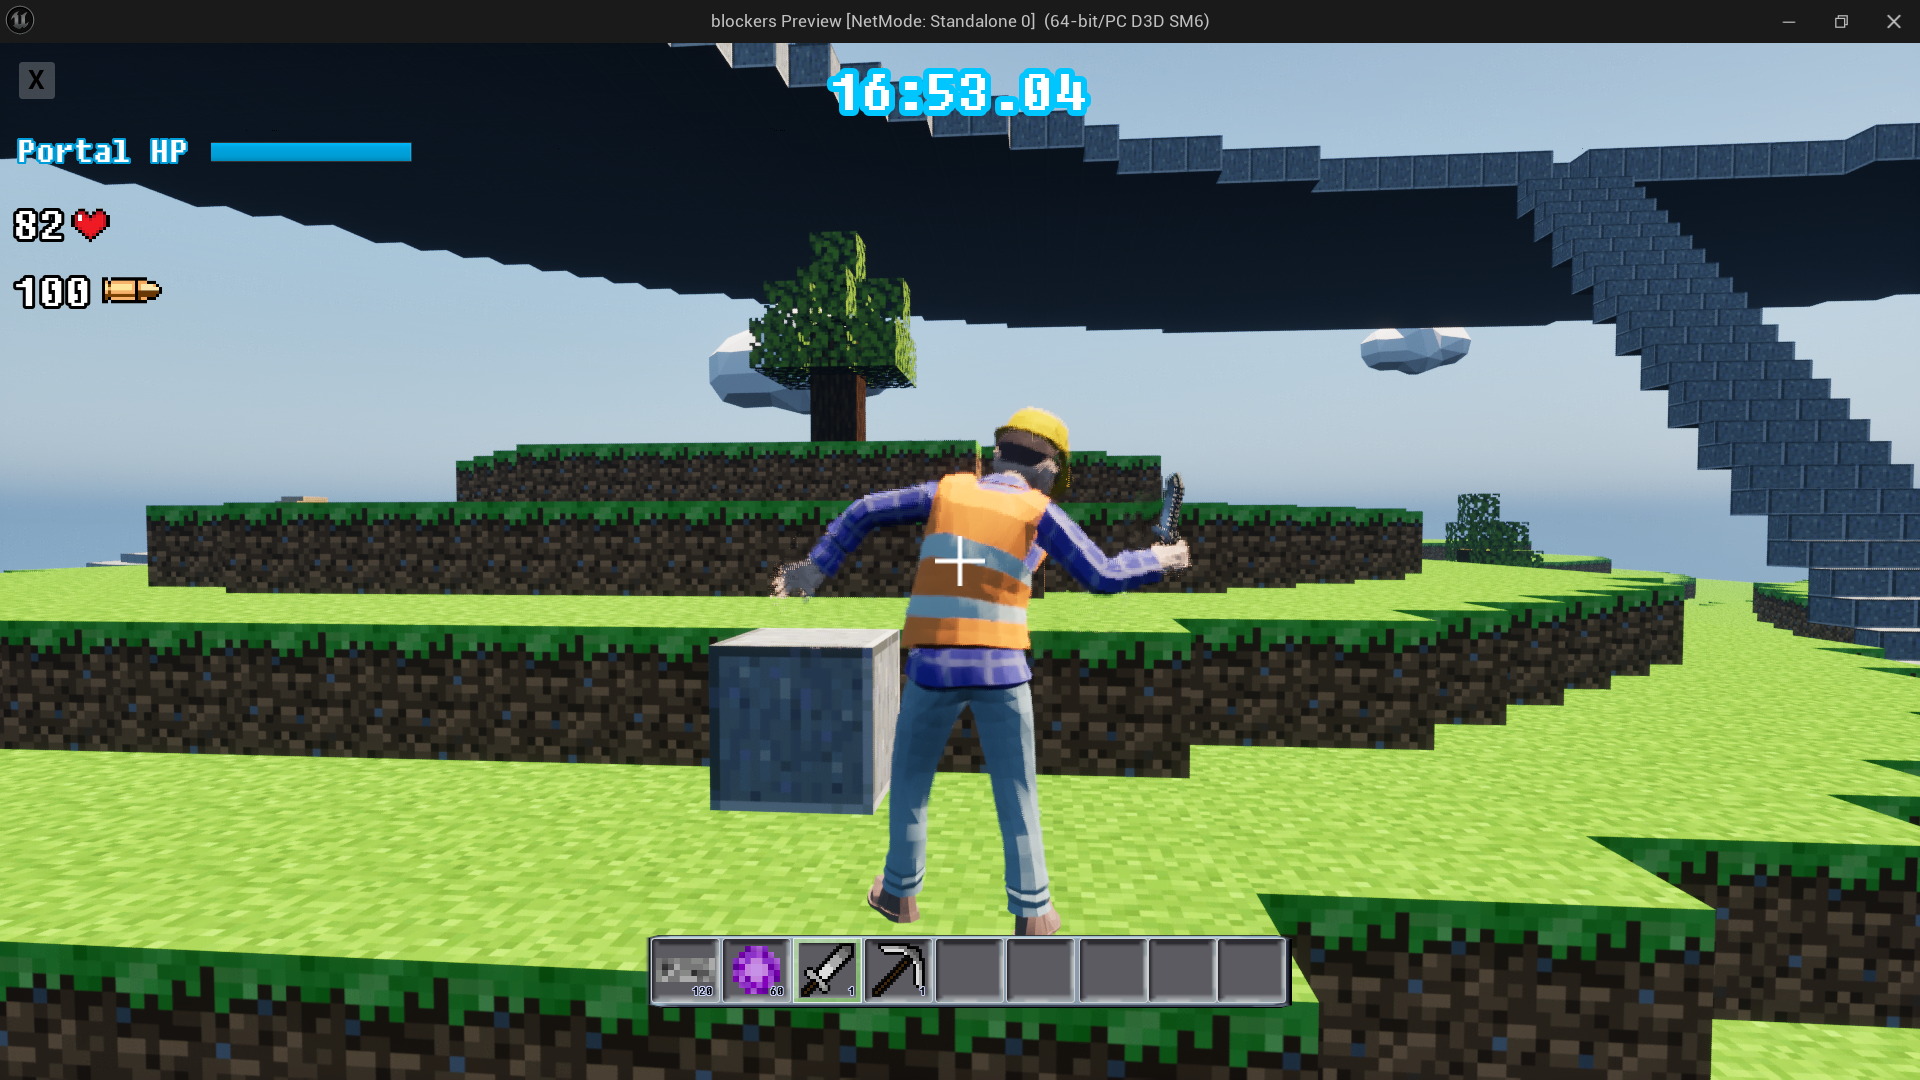 blockers Preview [NetMode: Standalone 0] (64-bit/PC D3D SM6)
X
16:53.04
Portal HP
82
100
120
60
1
1